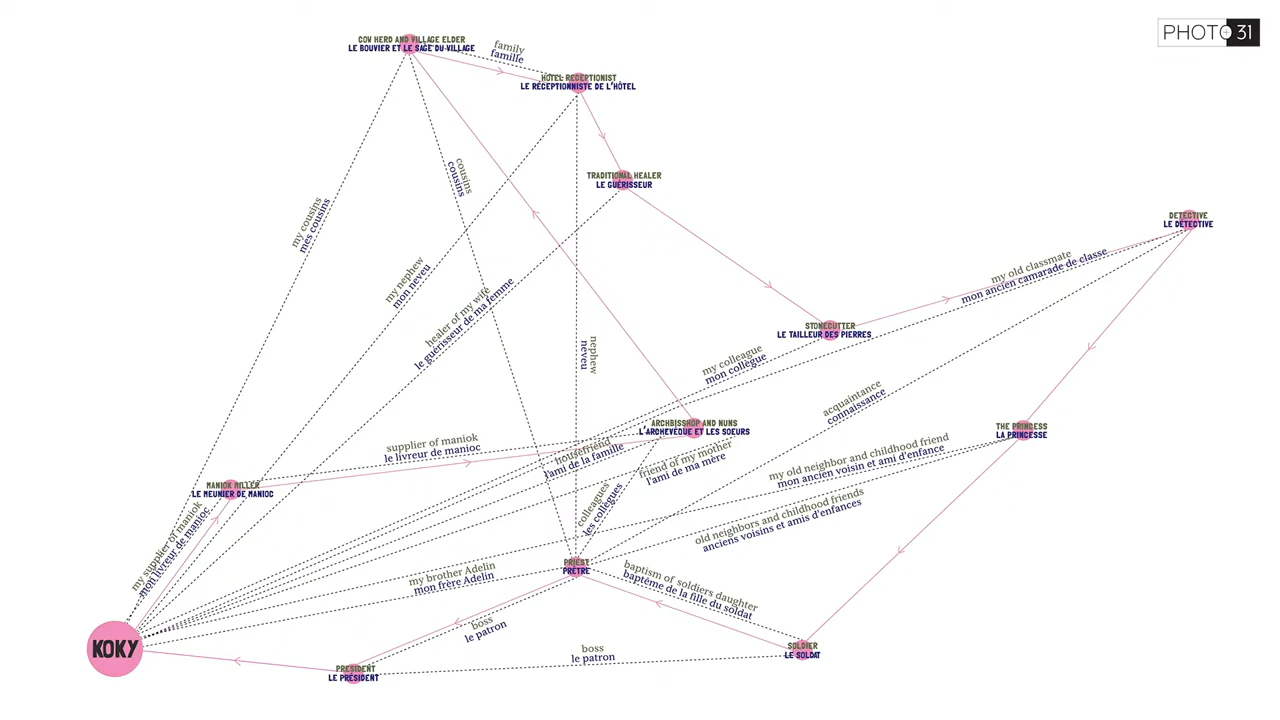 PHOTO 31
COW HERD AND VILLAGE ELDER
LE BOUVIER ET LE SAGE DU VILLAGE
family
famille
HOTEL RECEPTIONIST
LE RECEPTIONNISTE DE L'HÔTEL
TRADITIONAL HEALER
LE GUÉRISSEUR
cousins
cousins
my cousins
mes cousins
DETECTIVE
LE DÉTECTIVE
my nephew
mon neveu
my old classmate
mon ancien camarade de classe
healer of my wife
le guérisseur de ma femme
STONECUTTER
LE TAILLEUR DES PIERRES
nephew
neveu
my colleague
mon collègue
acquaintance
connaissance
ARCHBISSHOP AND NUNS
L'ARCHEVÊQUE ET LES SOEURS
THE PRINCESS
LA PRINCESSE
supplier of maniok
le livreur de manioc
housefriend
l'ami de la famille
friend of my mother
l'ami de ma mère
my old neighbor and childhood friend
mon ancien voisin et ami d'enfance
MANIOK MILLER
LE MEUNIER DE MANIOC
colleagues
les collègues
old neighbors and childhood friends
anciens voisins et amis d'enfances
my supplier of maniok
mon livreur de manioc
PRIEST
PRÊTRE
my brother Adelin
mon frère Adelin
baptism of soldiers daughter
baptême de la fille du soldat
boss
le patron
KOKY
boss
le patron
SOLDIER
LE SOLDAT
PRESIDENT
LE PRÉSIDENT